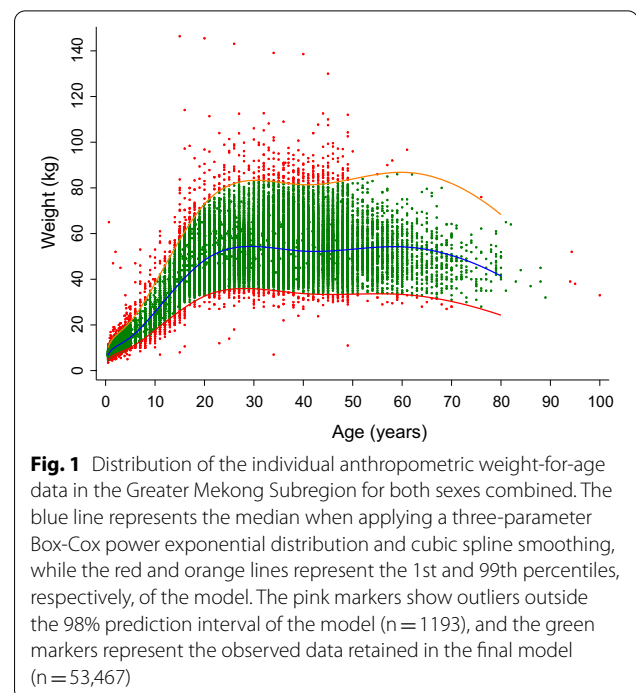 140
120
100
80
60
40
20
0
Weight (kg)
0 10 20 30 40 50 60 70 80 90 100
Age (years)
Fig. 1 Distribution of the individual anthropometric weight-for-age
data in the Greater Mekong Subregion for both sexes combined. The
blue line represents the median when applying a three-parameter
Box-Cox power exponential distribution and cubic spline smoothing,
while the red and orange lines represent the 1st and 99th percentiles,
respectively, of the model. The pink markers show outliers outside
the 98% prediction interval of the model (n = 1193), and the green
markers represent the observed data retained in the final model
(n = 53,467)